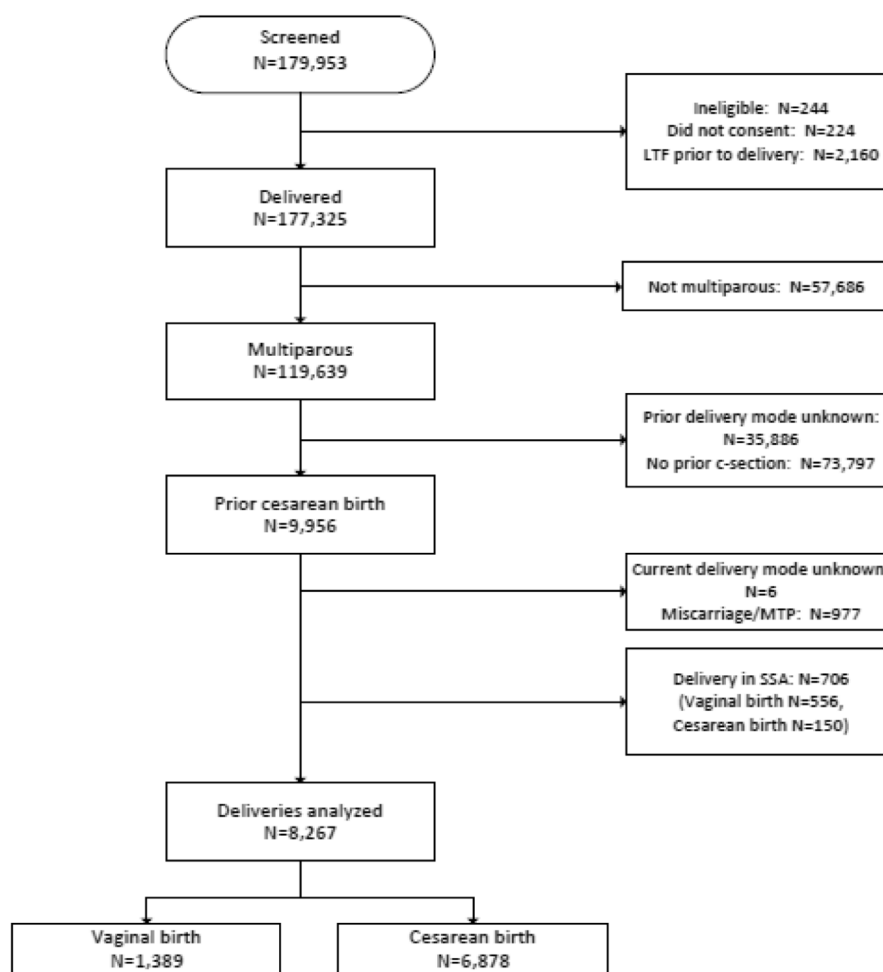 Screened
N=179,953
Ineligible: N=244
Did not consent: N=224
LTF prior to delivery: N=2,160
Delivered
N=177,325
Not multiparous: N=57,686
Multiparous
N=119,639
Prior delivery mode unknown:
N=35,886
No prior c-section: N=73,797
Prior cesarean birth
N=9,956
Current delivery mode unknown
N=6
Miscarriage/MTP: N=977
Delivery in SSA: N=706
(Vaginal birth N=556,
Cesarean birth N=150)
Deliveries analyzed
N=8,267
Vaginal birth
N=1,389
Cesarean birth
N=6,878